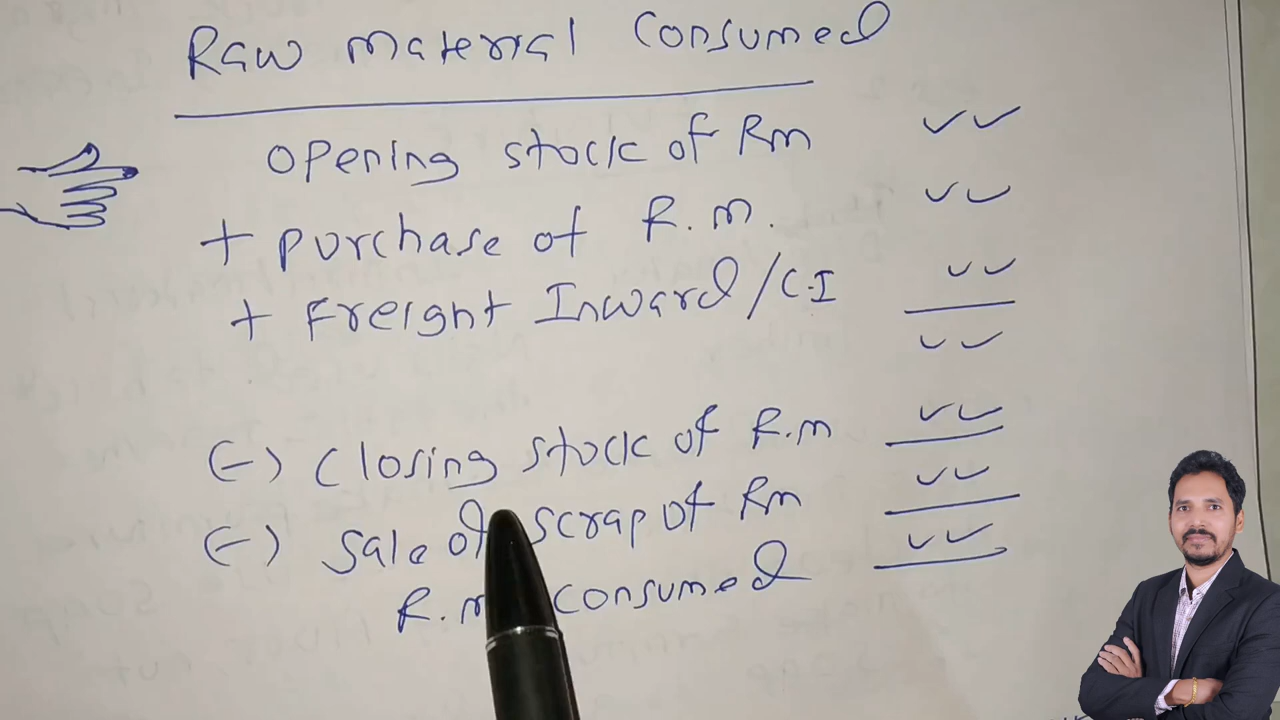 Raw material Consumed
opening stock of Rm
+ purchase of R.m.
+ Freight Inward/C.I
(-) Closing stock of R.m
(-) sale of scrap of Rm
R.m consumed